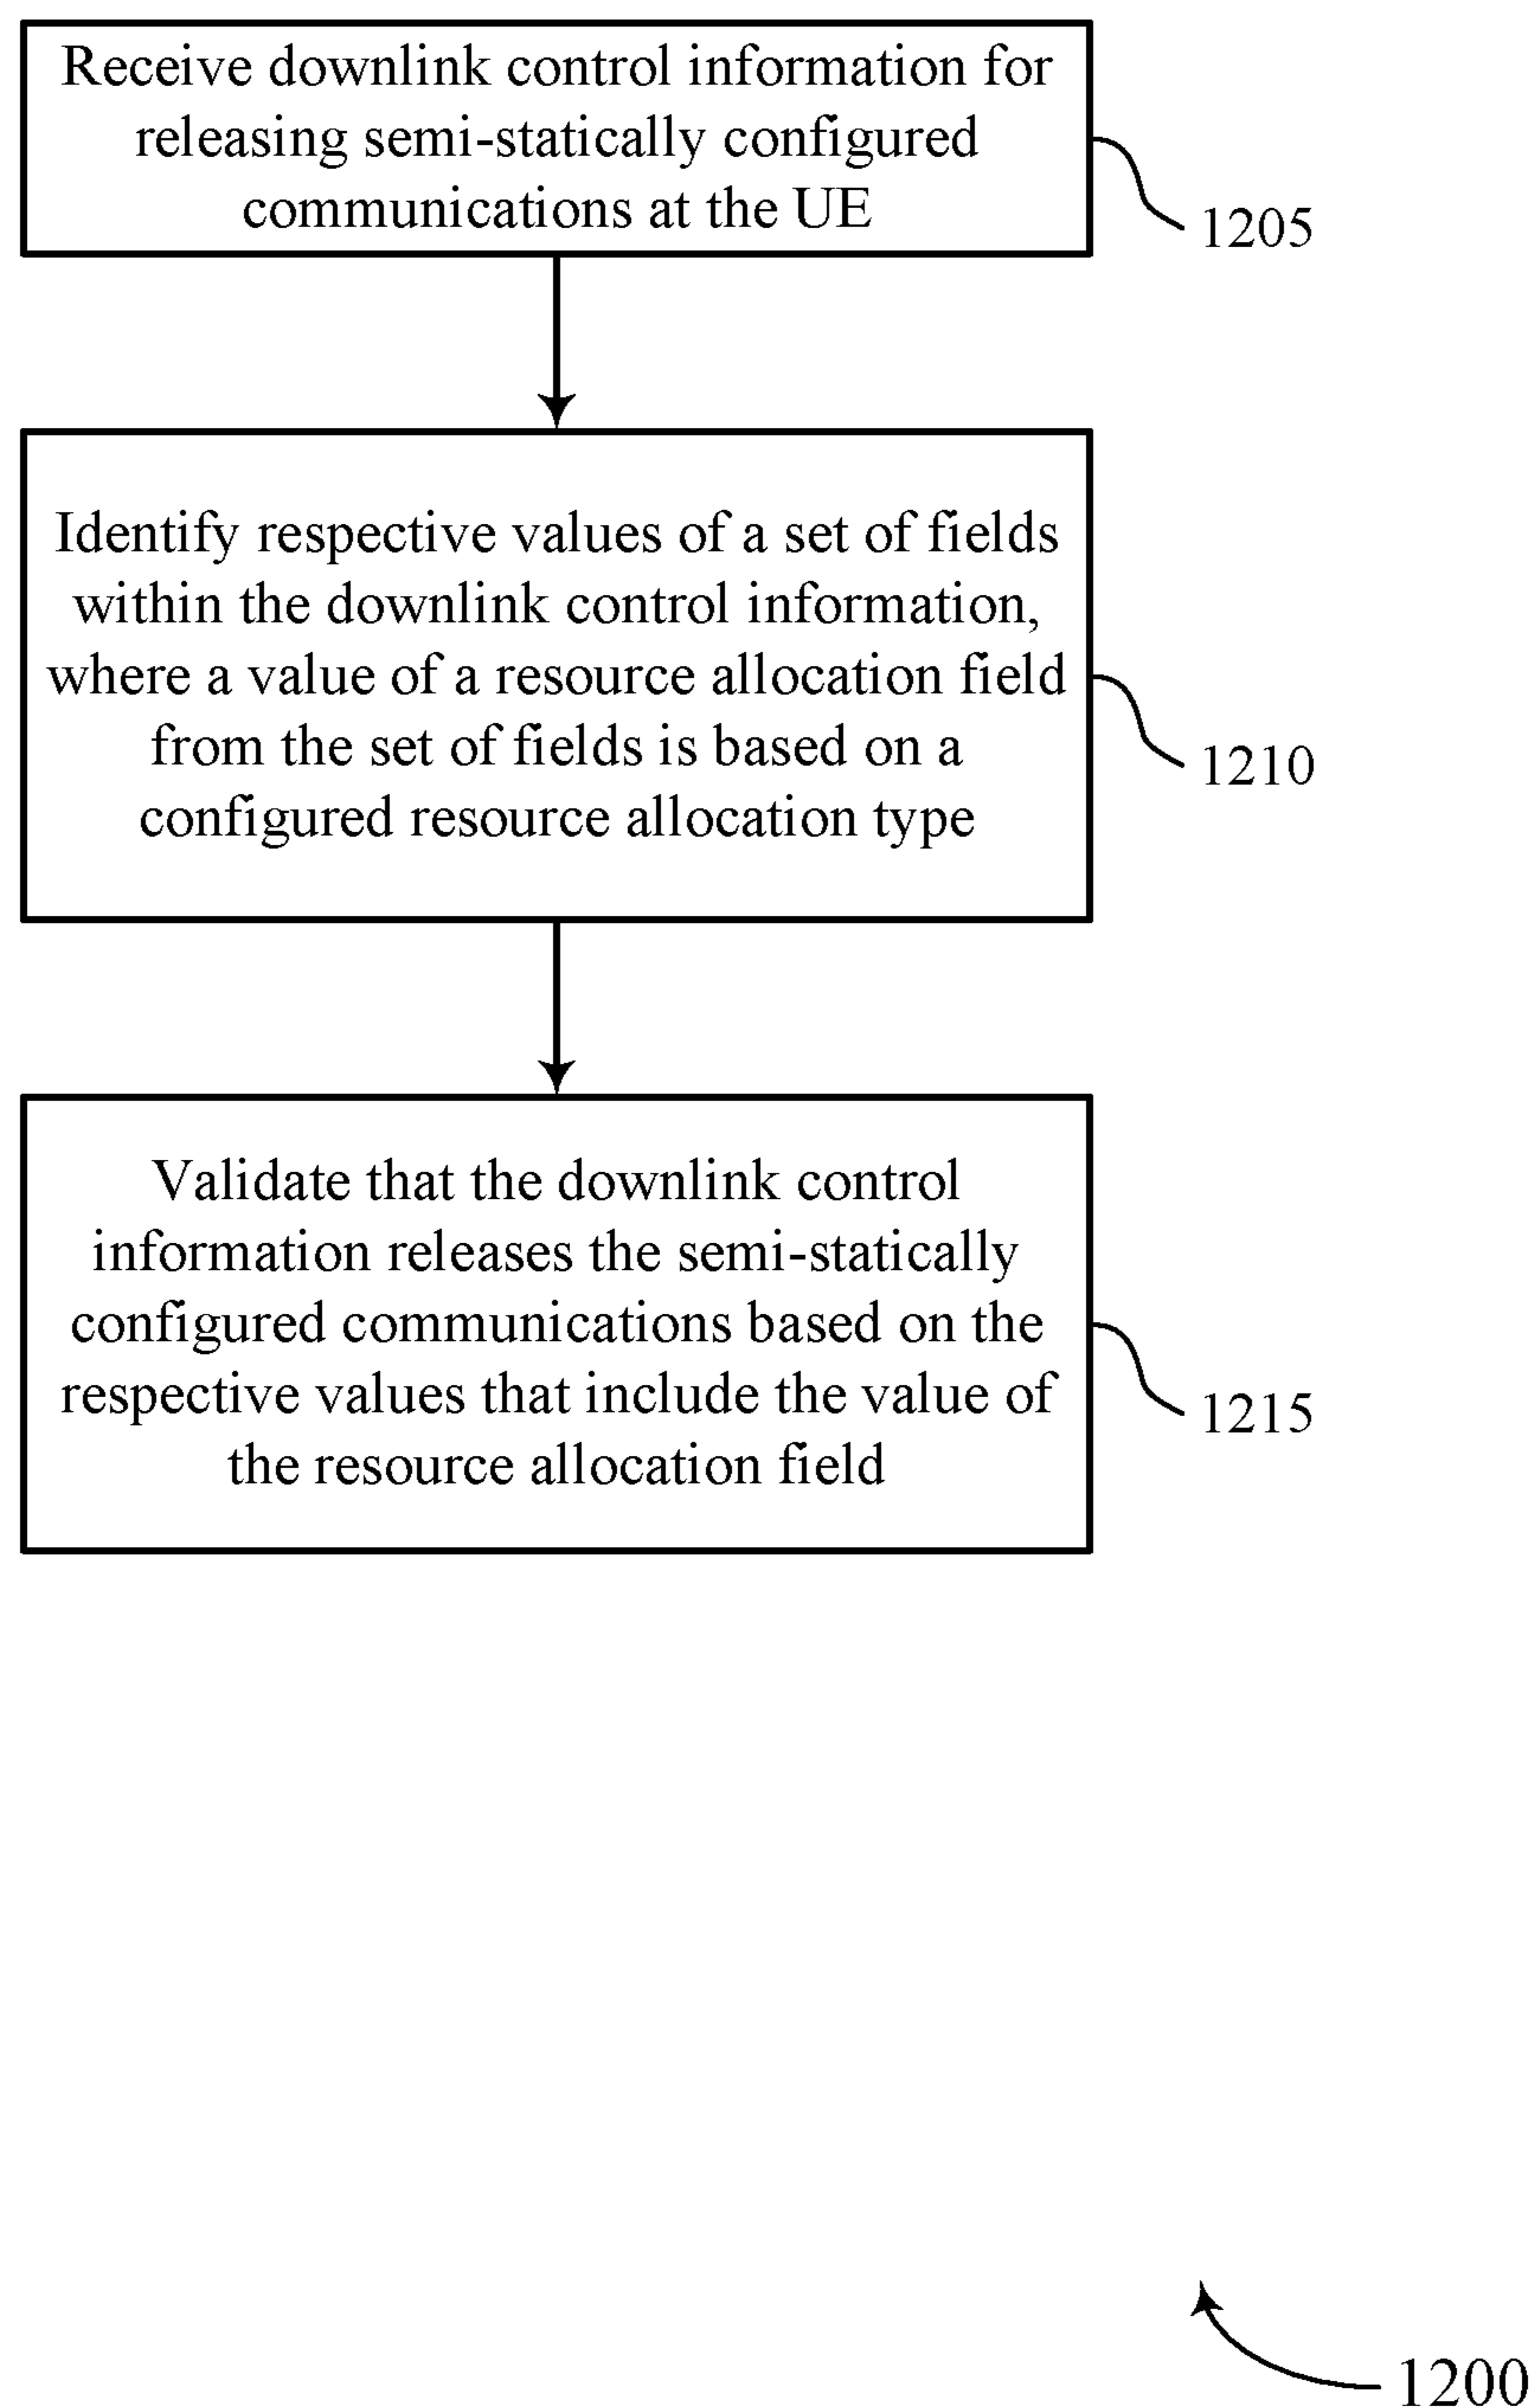 Receive downlink control information for
releasing semi-statically configured
communications at the UE
1205
Identify respective values of a set of fields
within the downlink control information,
where a value of a resource allocation field
from the set of fields is based on a
configured resource allocation type
1210
Validate that the downlink control
information releases the semi-statically
configured communications based on the
respective values that include the value of
the resource allocation field
1215
1200